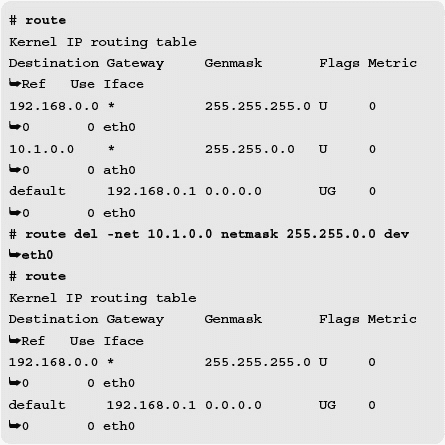 # route
Kernel IP routing table
Destination Gateway Genmask Flags Metric
➥Ref Use Iface
192.168.0.0 * 255.255.255.0 U 0
➥0 0 eth0
10.1.0.0 * 255.255.0.0 U 0
➥0 0 ath0
default 192.168.0.1 0.0.0.0 UG 0
➥0 0 eth0
# route del -net 10.1.0.0 netmask 255.255.0.0 dev
➥eth0
# route
Kernel IP routing table
Destination Gateway Genmask Flags Metric
➥Ref Use Iface
192.168.0.0 * 255.255.255.0 U 0
➥0 0 eth0
default 192.168.0.1 0.0.0.0 UG 0
➥0 0 eth0